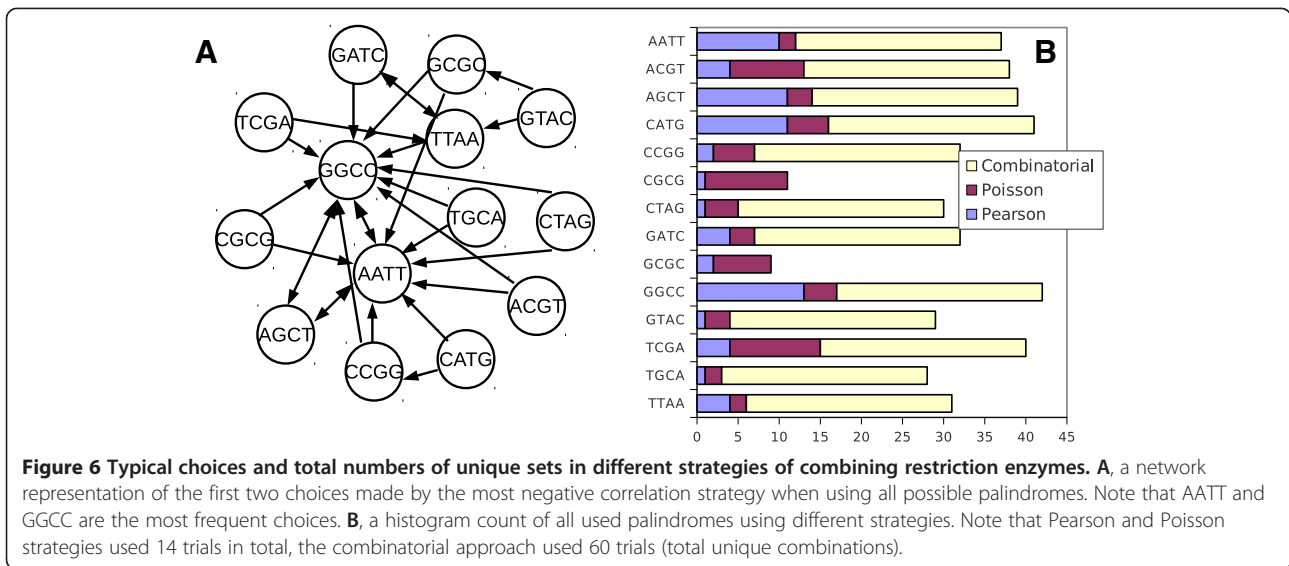 A
GATC
GCGC
GTAC
TCGA
TTAA
GGCC
TGCA
CTAG
CGCG
AATT
ACGT
AGCT
CATG
CCGG
B
AATT
ACGT
AGCT
CATG
CCGG
CGCG
CTAG
GATC
GCGC
GGCC
GTAC
TCGA
TGCA
TTAA
0 5 10 15 20 25 30 35 40 45
Combinatorial
Poisson
Pearson
Figure 6 Typical choices and total numbers of unique sets in different strategies of combining restriction enzymes. A, a network
representation of the first two choices made by the most negative correlation strategy when using all possible palindromes. Note that AATT and
GGCC are the most frequent choices. B, a histogram count of all used palindromes using different strategies. Note that Pearson and Poisson
strategies used 14 trials in total, the combinatorial approach used 60 trials (total unique combinations).